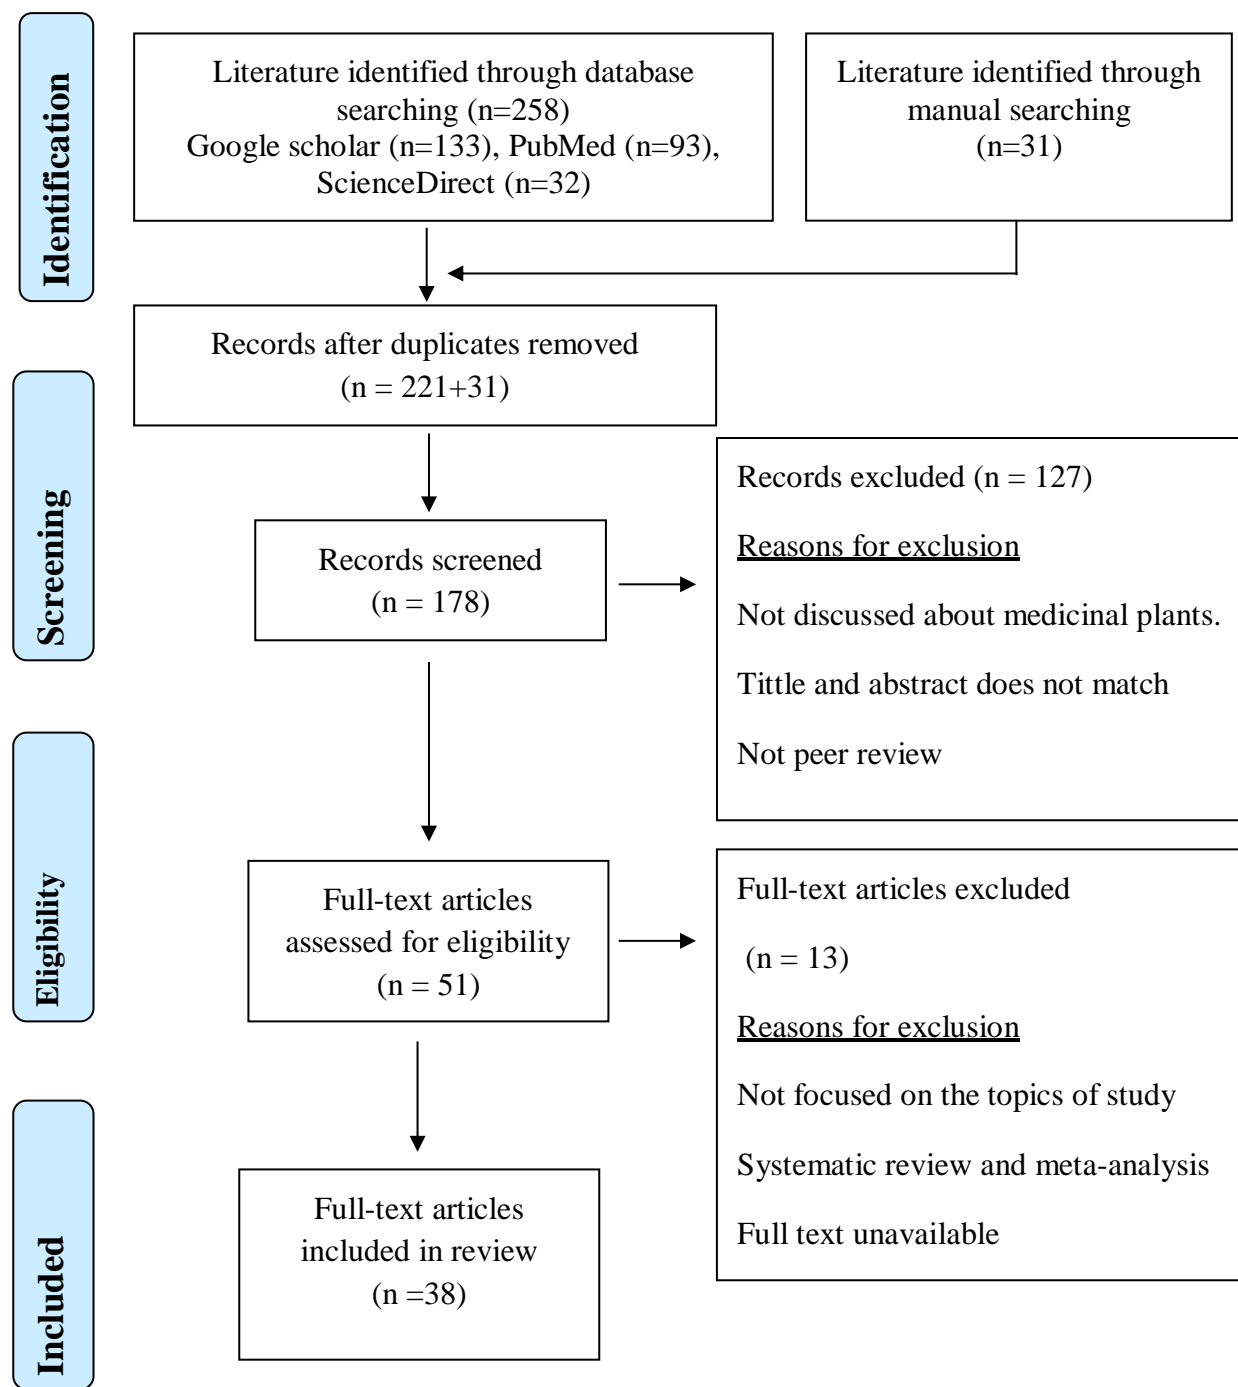 Identification
Literature identified through database
searching (n=258)
Google scholar (n=133), PubMed (n=93),
ScienceDirect (n=32)
Literature identified through
manual searching
(n=31)
Records after duplicates removed
(n = 221+31)
Screening
Records screened
(n = 178)
Records excluded (n = 127)
Reasons for exclusion
Not discussed about medicinal plants.
Tittle and abstract does not match
Not peer review
Eligibility
Full-text articles
assessed for eligibility
(n = 51)
Full-text articles excluded
(n = 13)
Reasons for exclusion
Not focused on the topics of study
Systematic review and meta-analysis
Full text unavailable
Included
Full-text articles
included in review
(n =38)